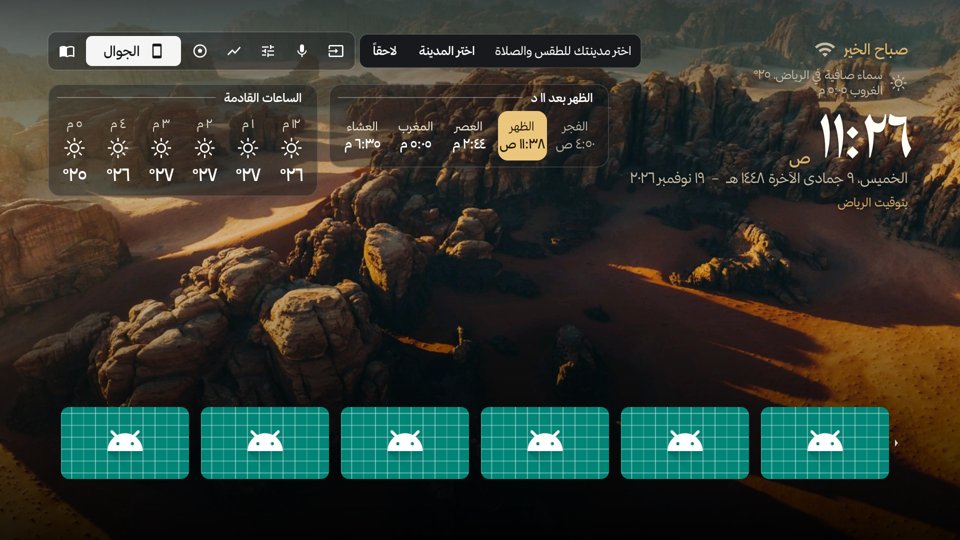 صباح الخير
سماء صافية في الرياض، ٢٥°
الغروب ٥:٠٥ م
١١:٢٦ ص
الخميس، ٩ جمادى الآخرة ١٤٤٨ هـ – ١٩ نوفمبر ٢٠٢٦
بتوقيت الرياض
اختر مدينتك للطقس والصلاة اختر المدينة لاحقاً
الجوال
الظهر بعد ١١ د
الفجر الظهر العصر المغرب العشاء
٤:٥٠ ص ١١:٣٨ ص ٢:٤٤ م ٥:٠٥ م ٦:٣٥ م
الساعات القادمة
١٢ م ١ م ٢ م ٣ م ٤ م ٥ م
٢٦° ٢٧° ٢٧° ٢٧° ٢٦° ٢٥°